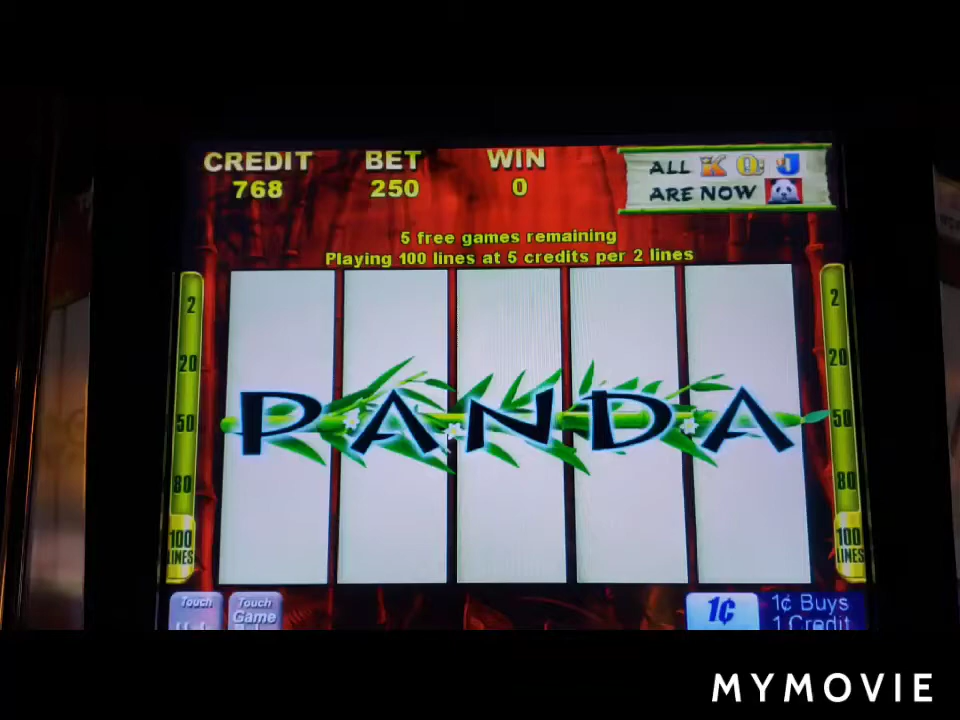 CREDIT BET WIN
768 250 0
ALL K Q J
ARE NOW
5 free games remaining
Playing 100 lines at 5 credits per 2 lines
2 2
20 20
50 50
PANDA
80 80
100 100
LINES LINES
Touch Touch
Game
1¢ 1¢ Buys
1 Credit
MYMOVIE